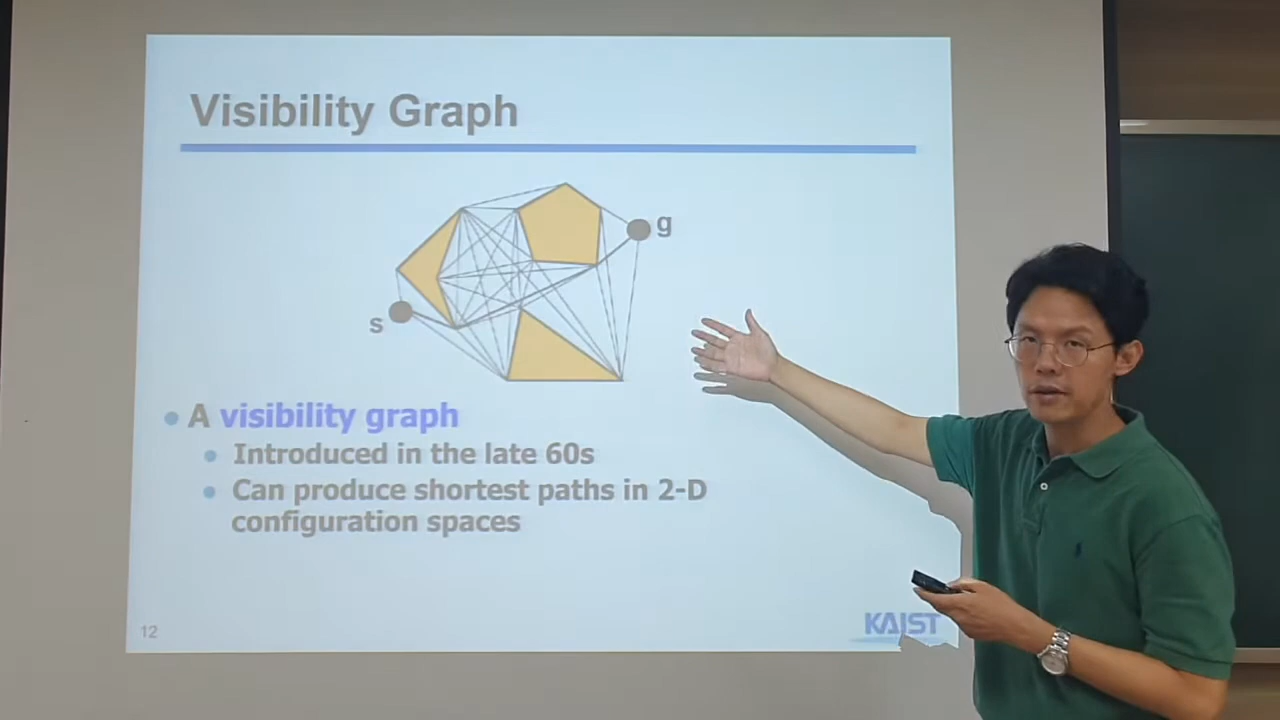 Visibility Graph
g
s
A visibility graph
Introduced in the late 60s
Can produce shortest paths in 2-D
configuration spaces
12
KAIST